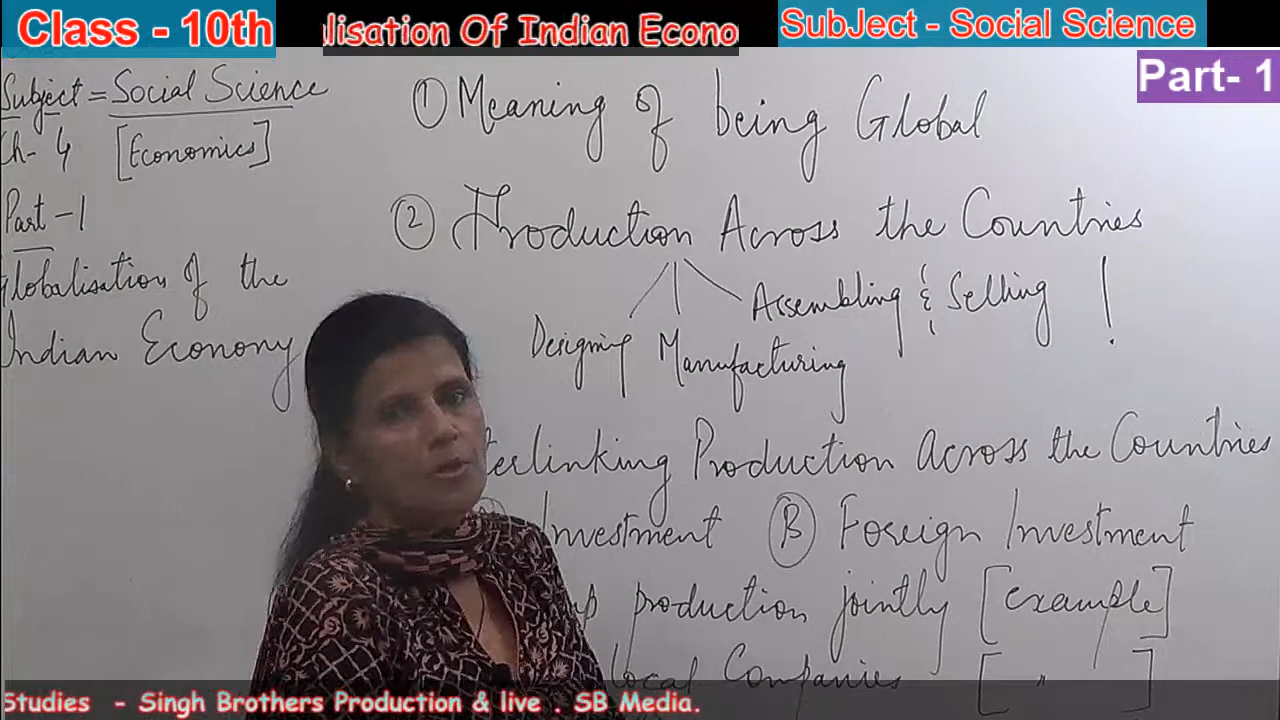 Class - 10th
lisation Of Indian Econo
SubJect - Social Science
Part- 1
Subject = Social Science
Ch- 4 [Economics]
Part -1
Globalisation of the
Indian Economy
① Meaning of being Global
② Production Across the Countries
Designing Manufacturing Assembling & Selling !
terlinking Production across the Countries
Investment Ⓑ Foreign Investment
up production jointly [example]
local Companies [ " ]
Studies - Singh Brothers Production & live . SB Media.